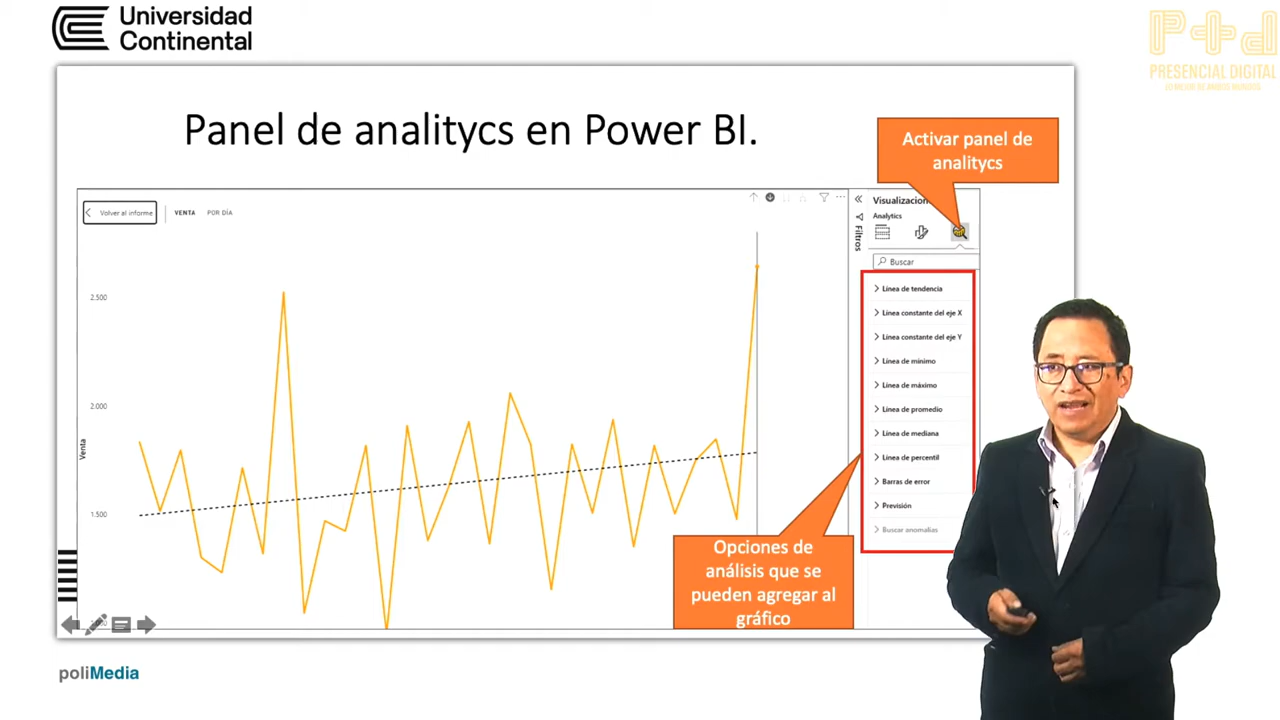 Universidad
Continental
PRESENCIAL DIGITAL
Panel de analitycs en Power BI.
Activar panel de
analitycs
Volver al informe
VENTA
POR DÍA
Visualizacion
Analytics
Filtros
Buscar
Línea de tendencia
Línea constante del eje X
Línea constante del eje Y
Línea de mínimo
Línea de máximo
Línea de promedio
Línea de mediana
Línea de percentil
Barras de error
Previsión
Buscar anomalías
2.500
2.000
1.500
Venta
Opciones de
análisis que se
pueden agregar al
gráfico
poliMedia